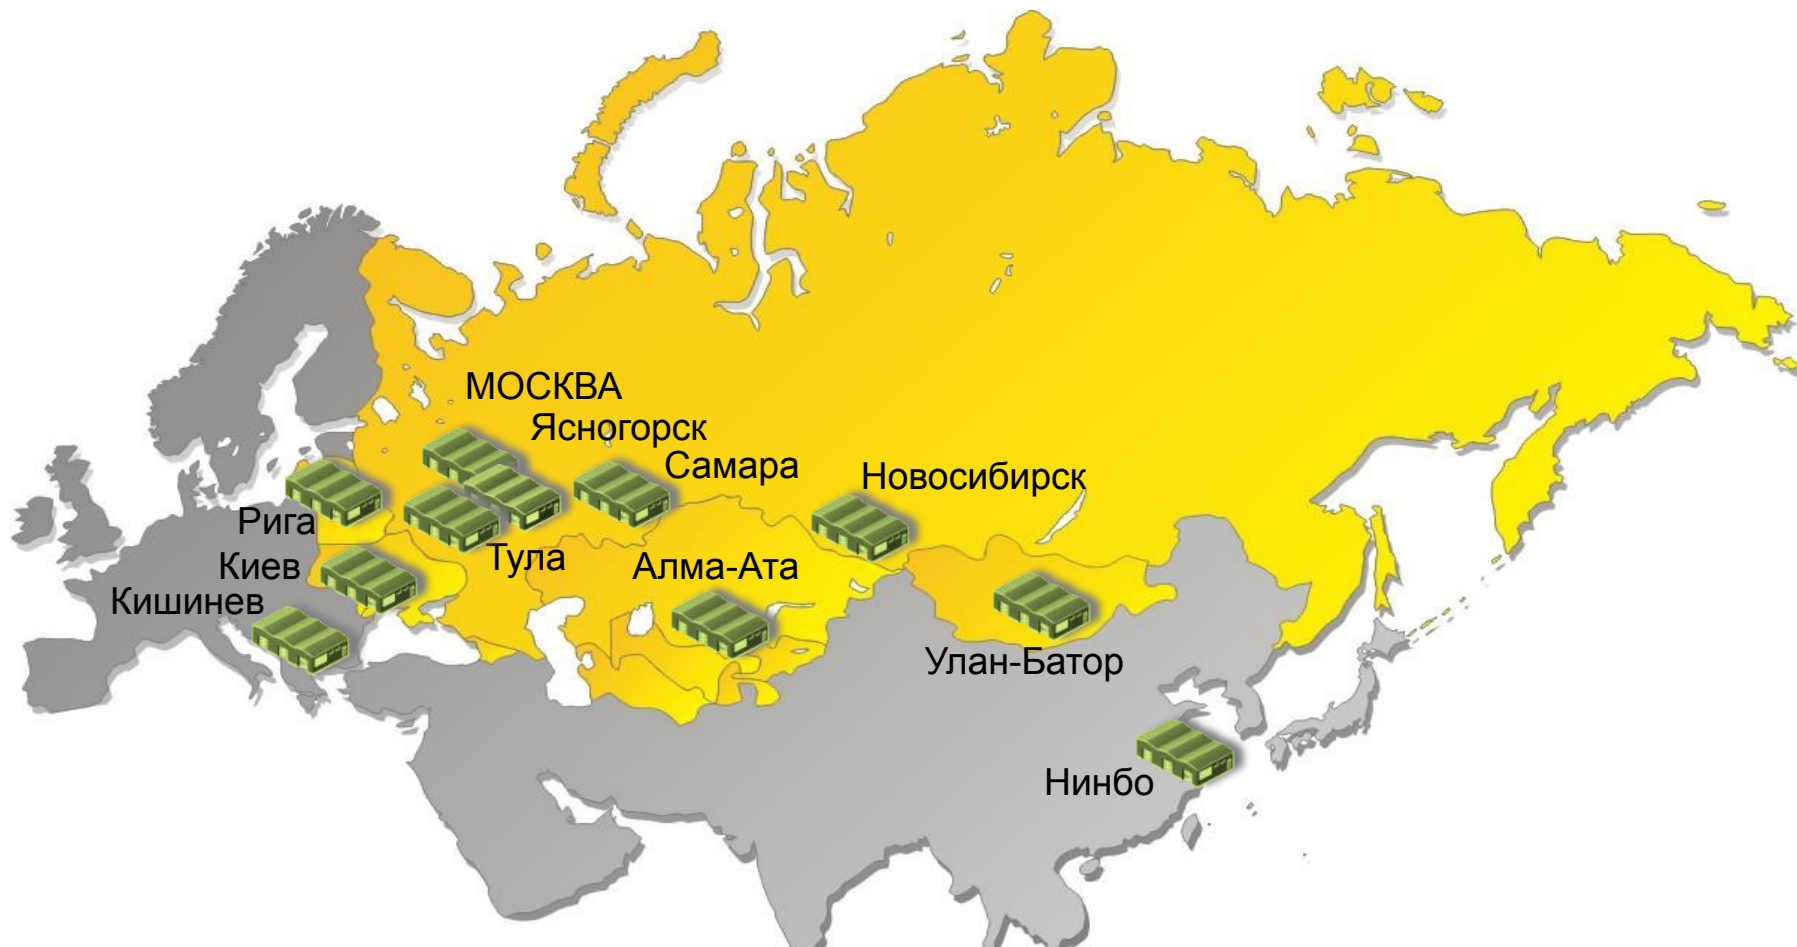 МОСКВА
Ясногорск
Самара
Новосибирск
Рига
Тула
Киев
Алма-Ата
Кишинев
Улан-Батор
Нинбо